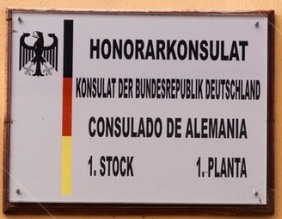 HONORARKONSULAT
KONSULAT DER BUNDESREPUBLIK DEUTSCHLAND
CONSULADO DE ALEMANIA
1. STOCK 1. PLANTA